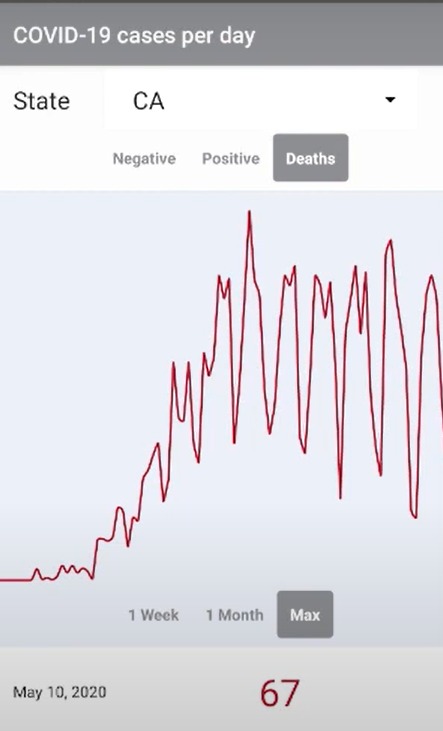 COVID-19 cases per day
State CA
Negative Positive Deaths
1 Week 1 Month Max
May 10, 2020 67